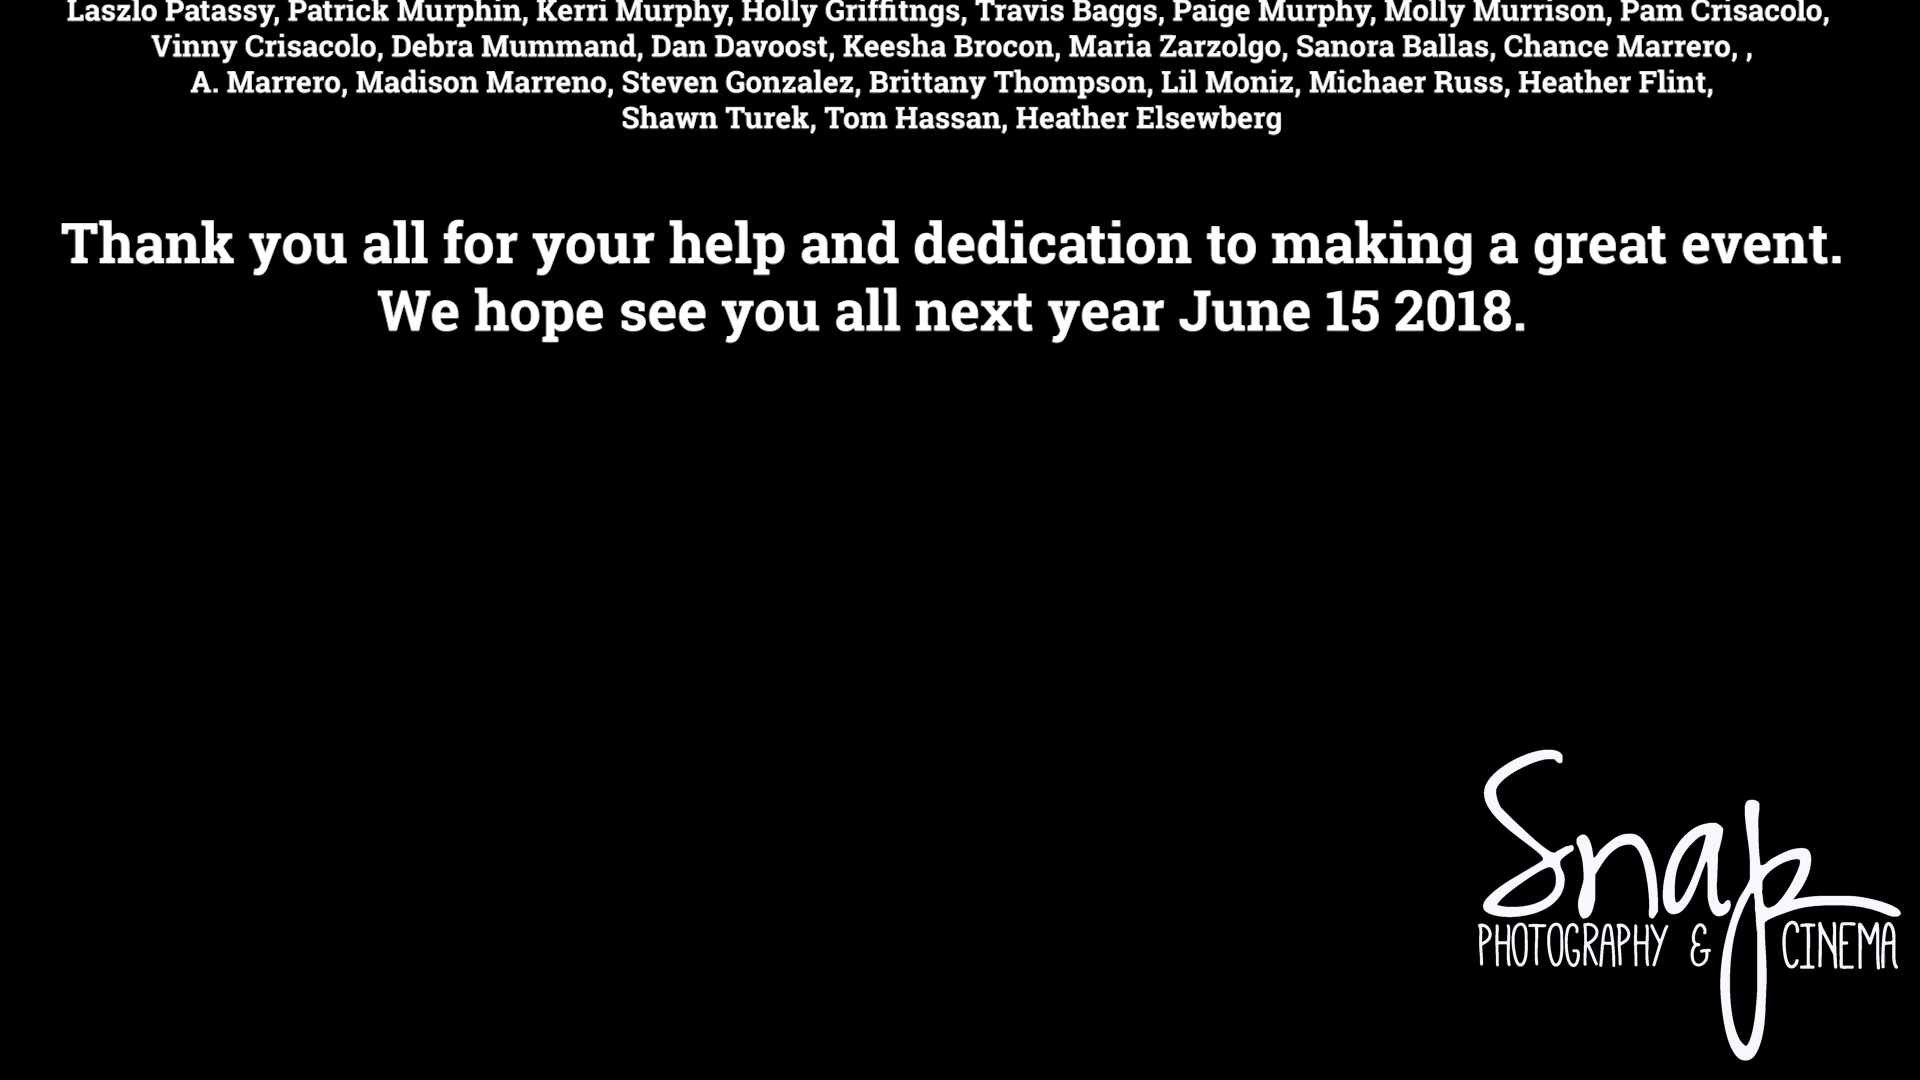 Laszlo Patassy, Patrick Murphin, Kerri Murphy, Holly Griffitngs, Travis Baggs, Paige Murphy, Molly Murrison, Pam Crisacolo,
Vinny Crisacolo, Debra Mummand, Dan Davoost, Keesha Brocon, Maria Zarzolgo, Sanora Ballas, Chance Marrero, ,
A. Marrero, Madison Marreno, Steven Gonzalez, Brittany Thompson, Lil Moniz, Michaer Russ, Heather Flint,
Shawn Turek, Tom Hassan, Heather Elsewberg
Thank you all for your help and dedication to making a great event.
We hope see you all next year June 15 2018.
Snap
PHOTOGRAPHY & CINEMA